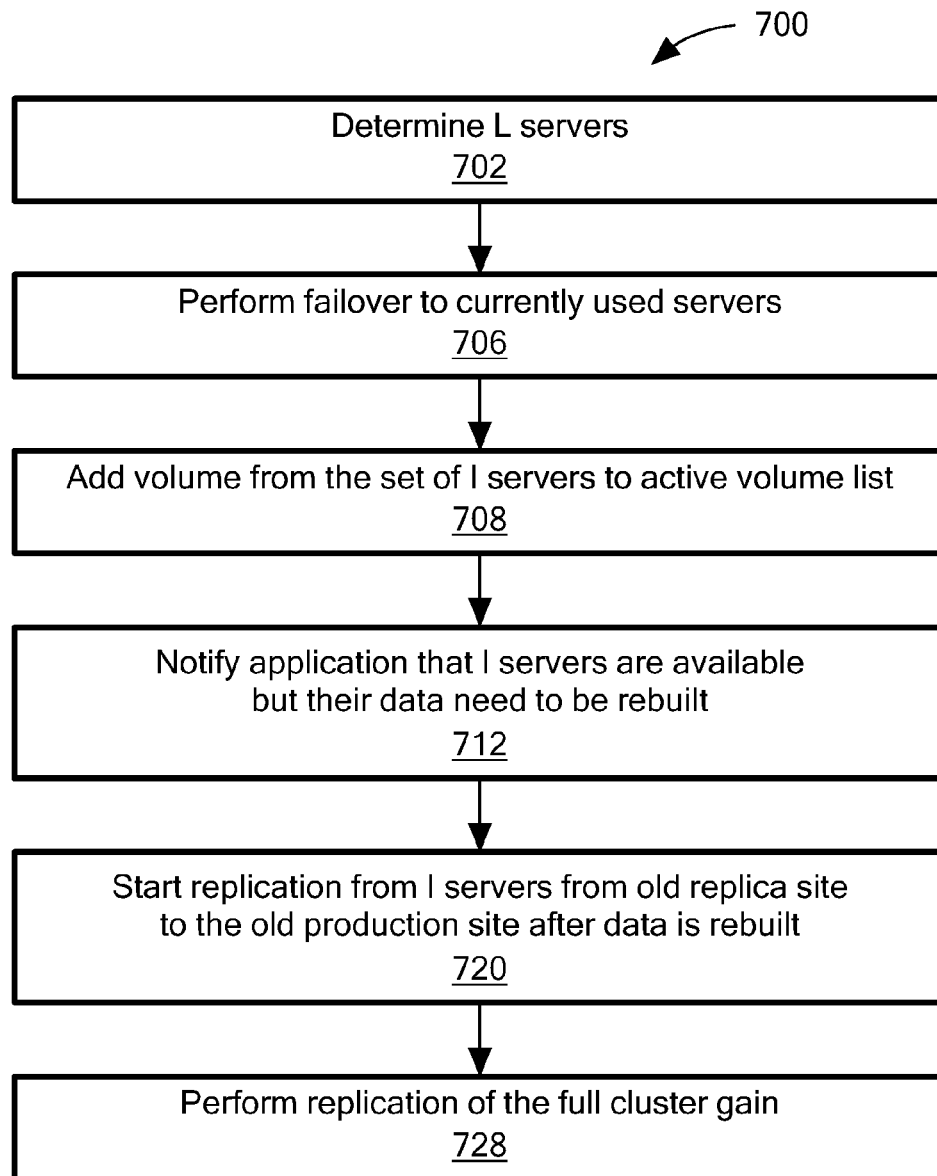 700
Determine L servers
702
Perform failover to currently used servers
706
Add volume from the set of I servers to active volume list
708
Notify application that I servers are available
but their data need to be rebuilt
712
Start replication from I servers from old replica site
to the old production site after data is rebuilt
720
Perform replication of the full cluster gain
728